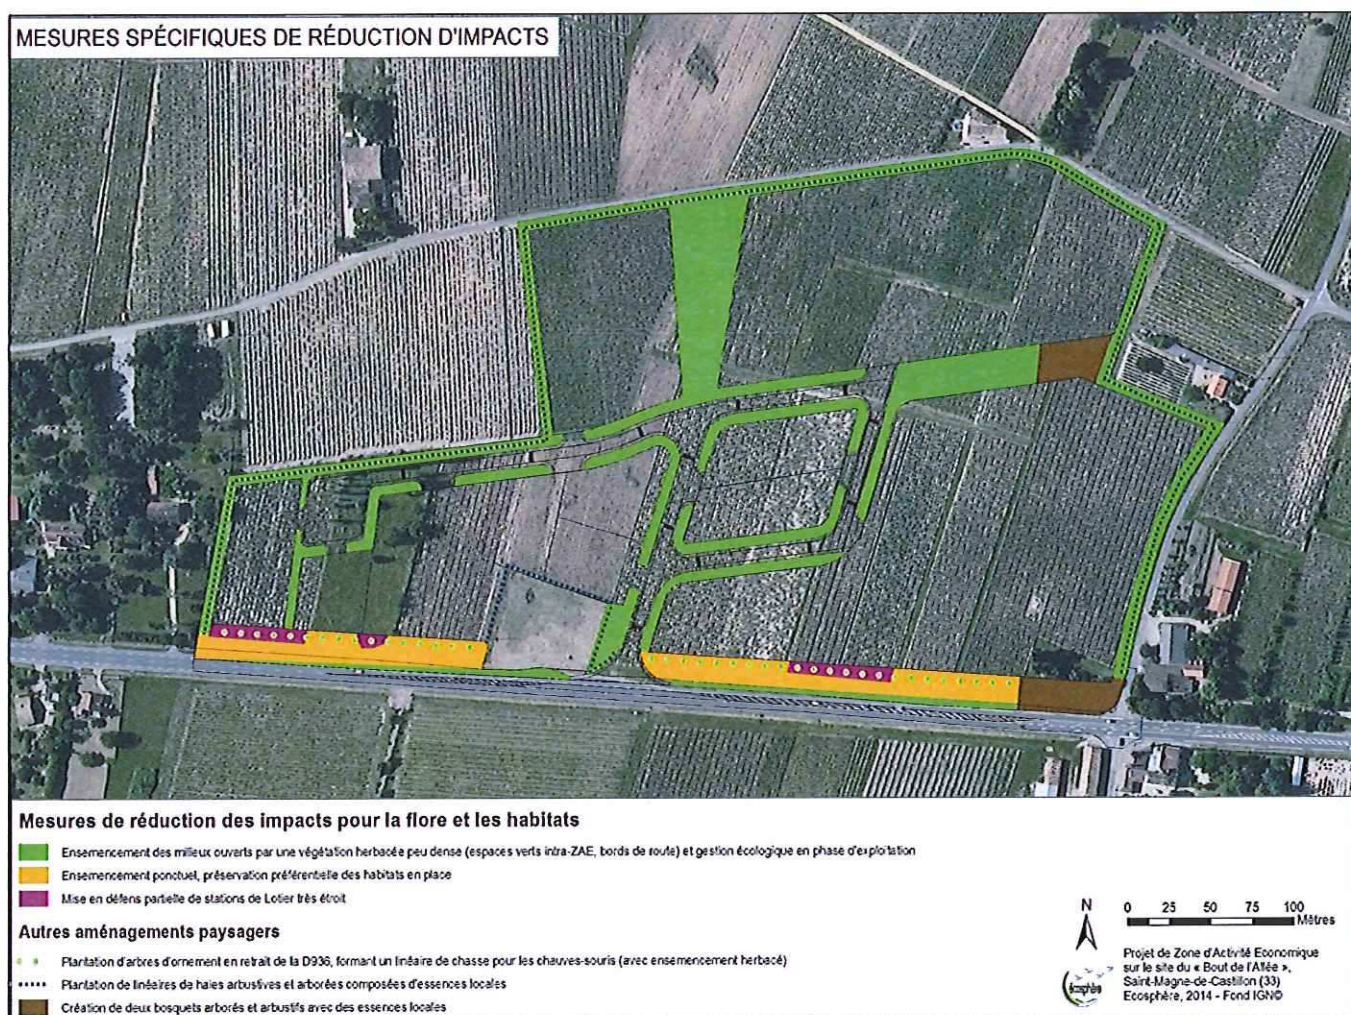 MESURES SPÉCIFIQUES DE RÉDUCTION D'IMPACTS
Mesures de réduction des impacts pour la flore et les habitats
Ensemencement des milieux ouverts par une végétation herbacée peu dense (espaces verts intra-ZAE, bords de route) et gestion écologique en phase d'exploitation
Ensemencement ponctuel, préservation préférentielle des habitats en place
Mise en défens partielle de stations de Lotier très étroit
Autres aménagements paysagers
Plantation d'arbres d'ornement en retrait de la D936, formant un linéaire de chasse pour les chauves-souris (avec ensemencement herbacé)
Plantation de linéaires de haies arbustives et arborées composées d'essences locales
Création de deux bosquets arborés et arbustifs avec des essences locales
N
0 25 50 75 100
Mètres
Projet de Zone d'Activité Economique
sur le site du « Bout de l'Allée »,
Saint-Magne-de-Castillon (33)
Ecosphère, 2014 - Fond IGN©
écosphère